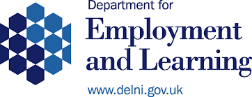 Department for
Employment
and Learning
www.delni.gov.uk